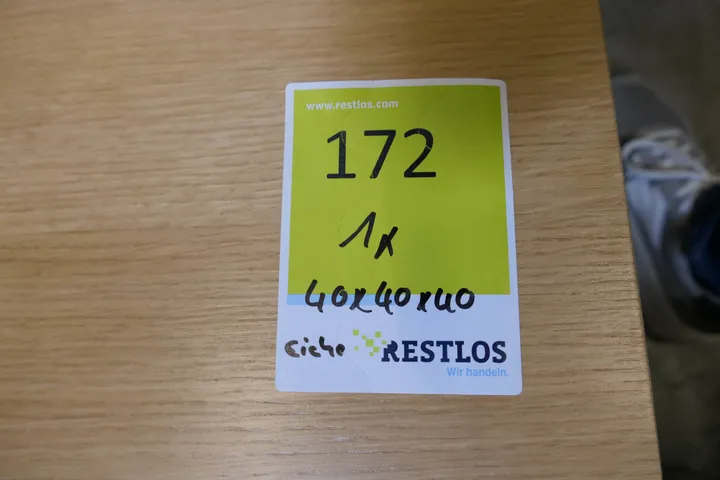 www.restlos.com
172
1x
40x40x40
Eiche RESTLOS
Wir handeln.